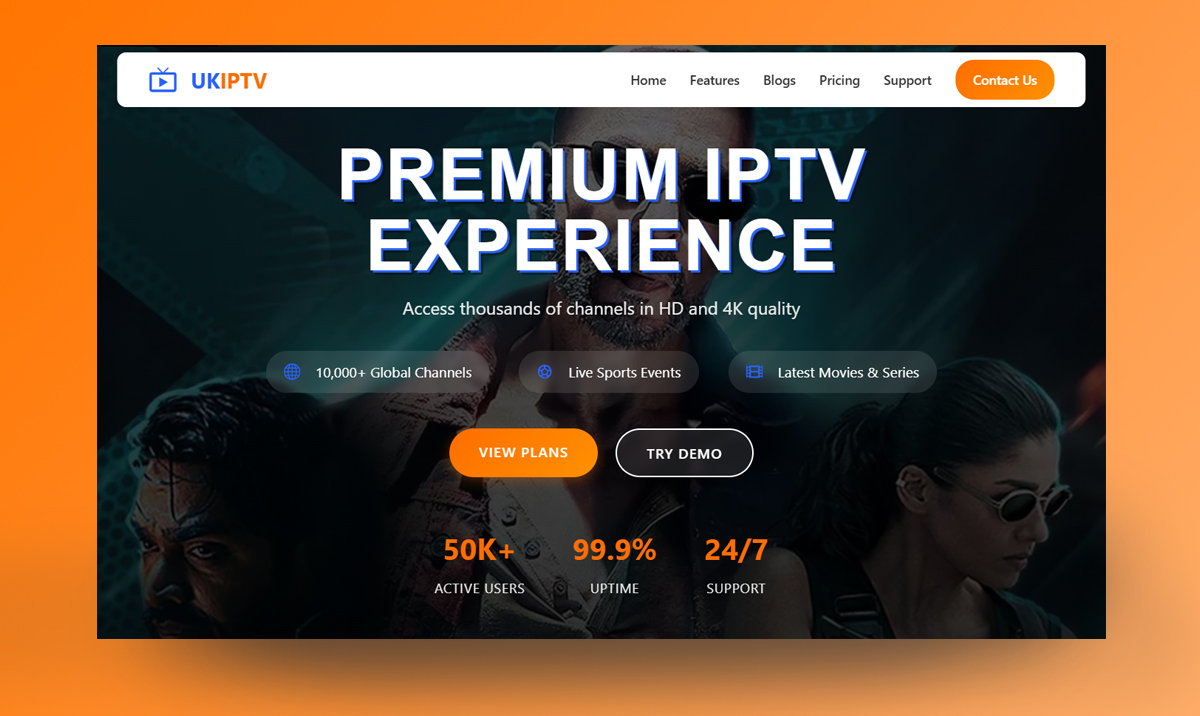 UKIPTV
Home Features Blogs Pricing Support Contact Us
PREMIUM IPTV
EXPERIENCE
Access thousands of channels in HD and 4K quality
10,000+ Global Channels Live Sports Events Latest Movies & Series
VIEW PLANS TRY DEMO
50K+ 99.9% 24/7
ACTIVE USERS UPTIME SUPPORT